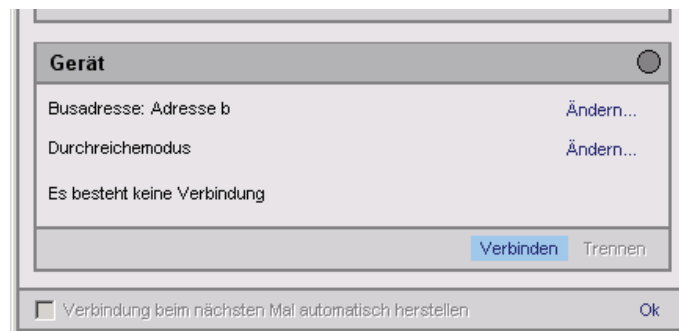 Gerät
Busadresse: Adresse b Ändern...
Durchreichemodus Ändern...
Es besteht keine Verbindung
Verbinden Trennen
Verbindung beim nächsten Mal automatisch herstellen Ok